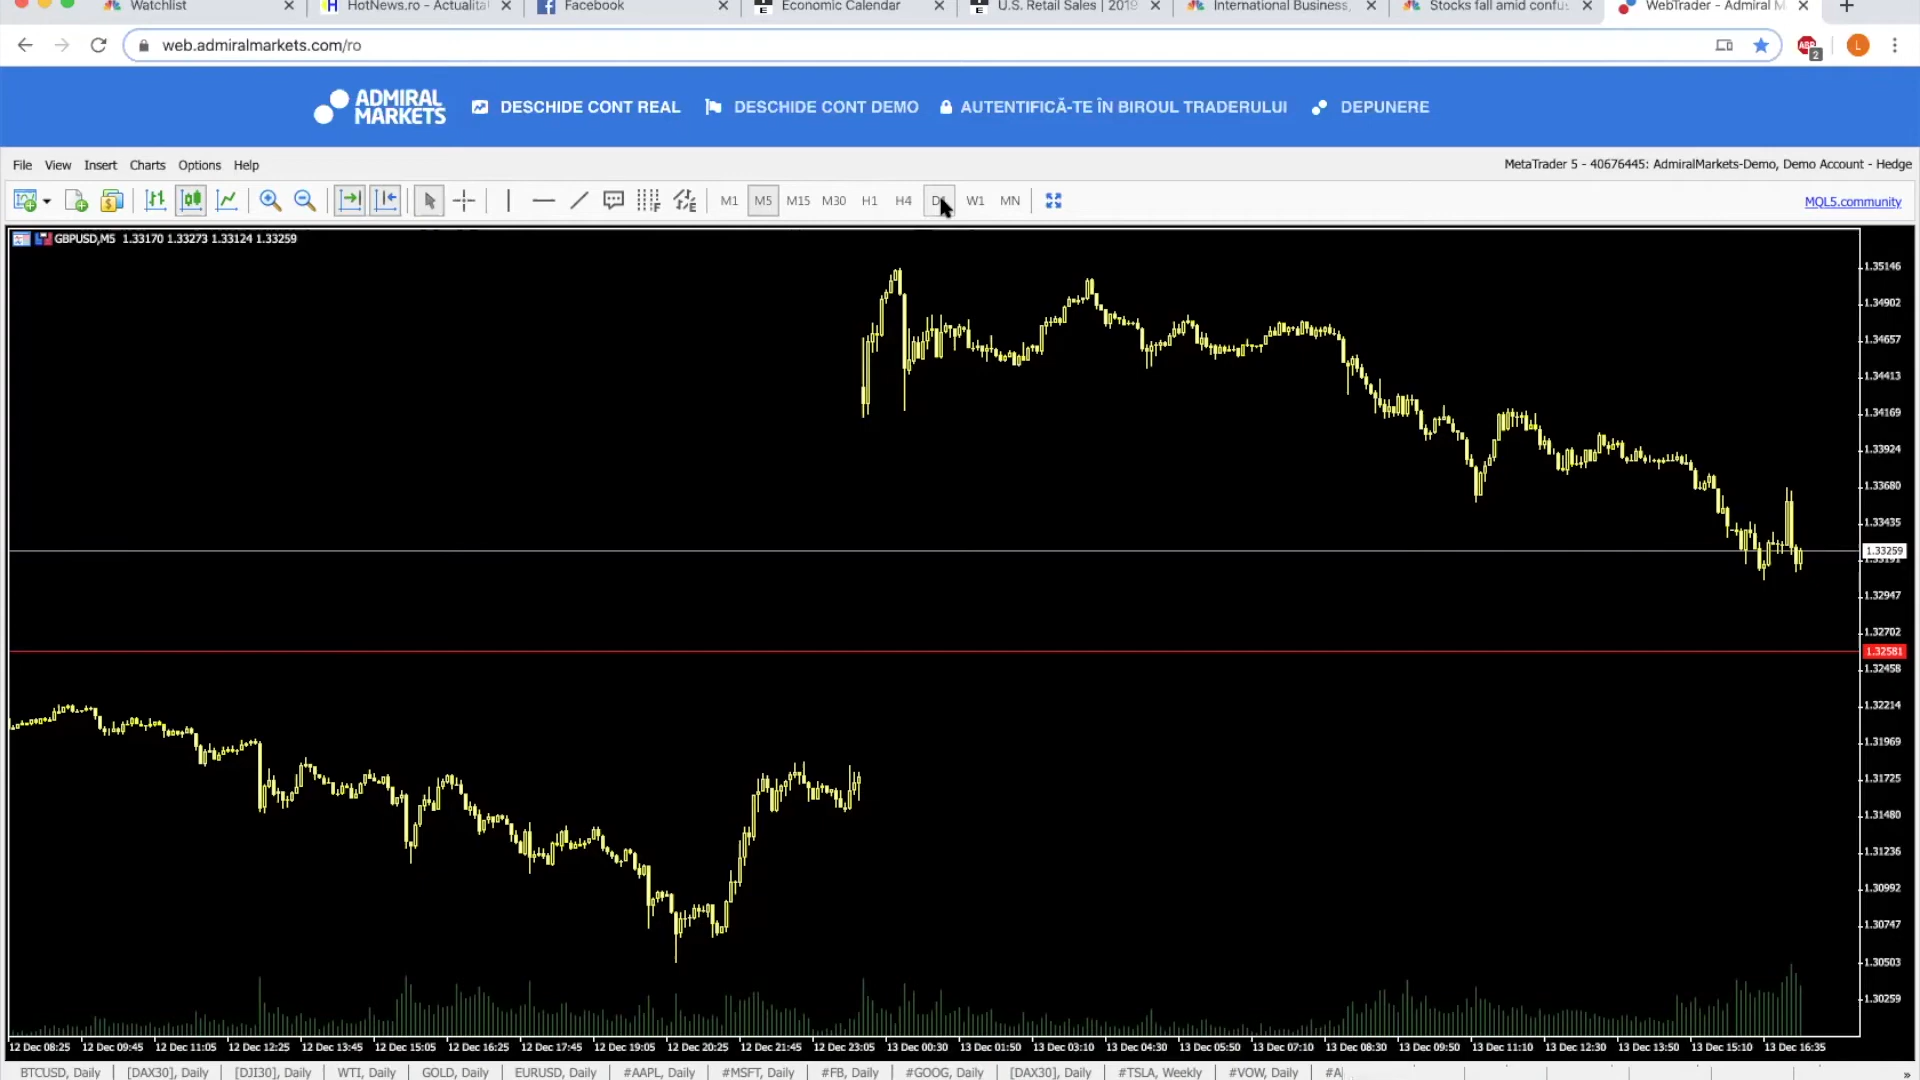 Watchlist
HotNews.ro - Actualita
Facebook
Economic Calendar
U.S. Retail Sales | 2019
International Business,
Stocks fall amid confu
WebTrader - Admiral M
web.admiralmarkets.com/ro
ABP
2
L
ADMIRAL
MARKETS
DESCHIDE CONT REAL
DESCHIDE CONT DEMO
AUTENTIFICĂ-TE ÎN BIROUL TRADERULUI
DEPUNERE
File View Insert Charts Options Help
MetaTrader 5 - 40676445: AdmiralMarkets-Demo, Demo Account - Hedge
M1 M5 M15 M30 H1 H4 W1 MN
MQL5.community
GBPUSD,M5 1.33170 1.33273 1.33124 1.33259
1.35146
1.34902
1.34657
1.34413
1.34169
1.33924
1.33680
1.33435
1.33259
1.33191
1.32947
1.32702
1.32581
1.32458
1.32214
1.31969
1.31725
1.31480
1.31236
1.30992
1.30747
1.30503
1.30259
12 Dec 08:25 12 Dec 09:45 12 Dec 11:05 12 Dec 12:25 12 Dec 13:45 12 Dec 15:05 12 Dec 16:25 12 Dec 17:45 12 Dec 19:05 12 Dec 20:25 12 Dec 21:45 12 Dec 23:05 13 Dec 00:30 13 Dec 01:50 13 Dec 03:10 13 Dec 04:30 13 Dec 05:50 13 Dec 07:10 13 Dec 08:30 13 Dec 09:50 13 Dec 11:10 13 Dec 12:30 13 Dec 13:50 13 Dec 15:10 13 Dec 16:35
BTCUSD, Daily [DAX30], Daily [DJI30], Daily WTI, Daily GOLD, Daily EURUSD, Daily #AAPL, Daily #MSFT, Daily #FB, Daily #GOOG, Daily [DAX30], Daily #TSLA, Weekly #VOW, Daily #A